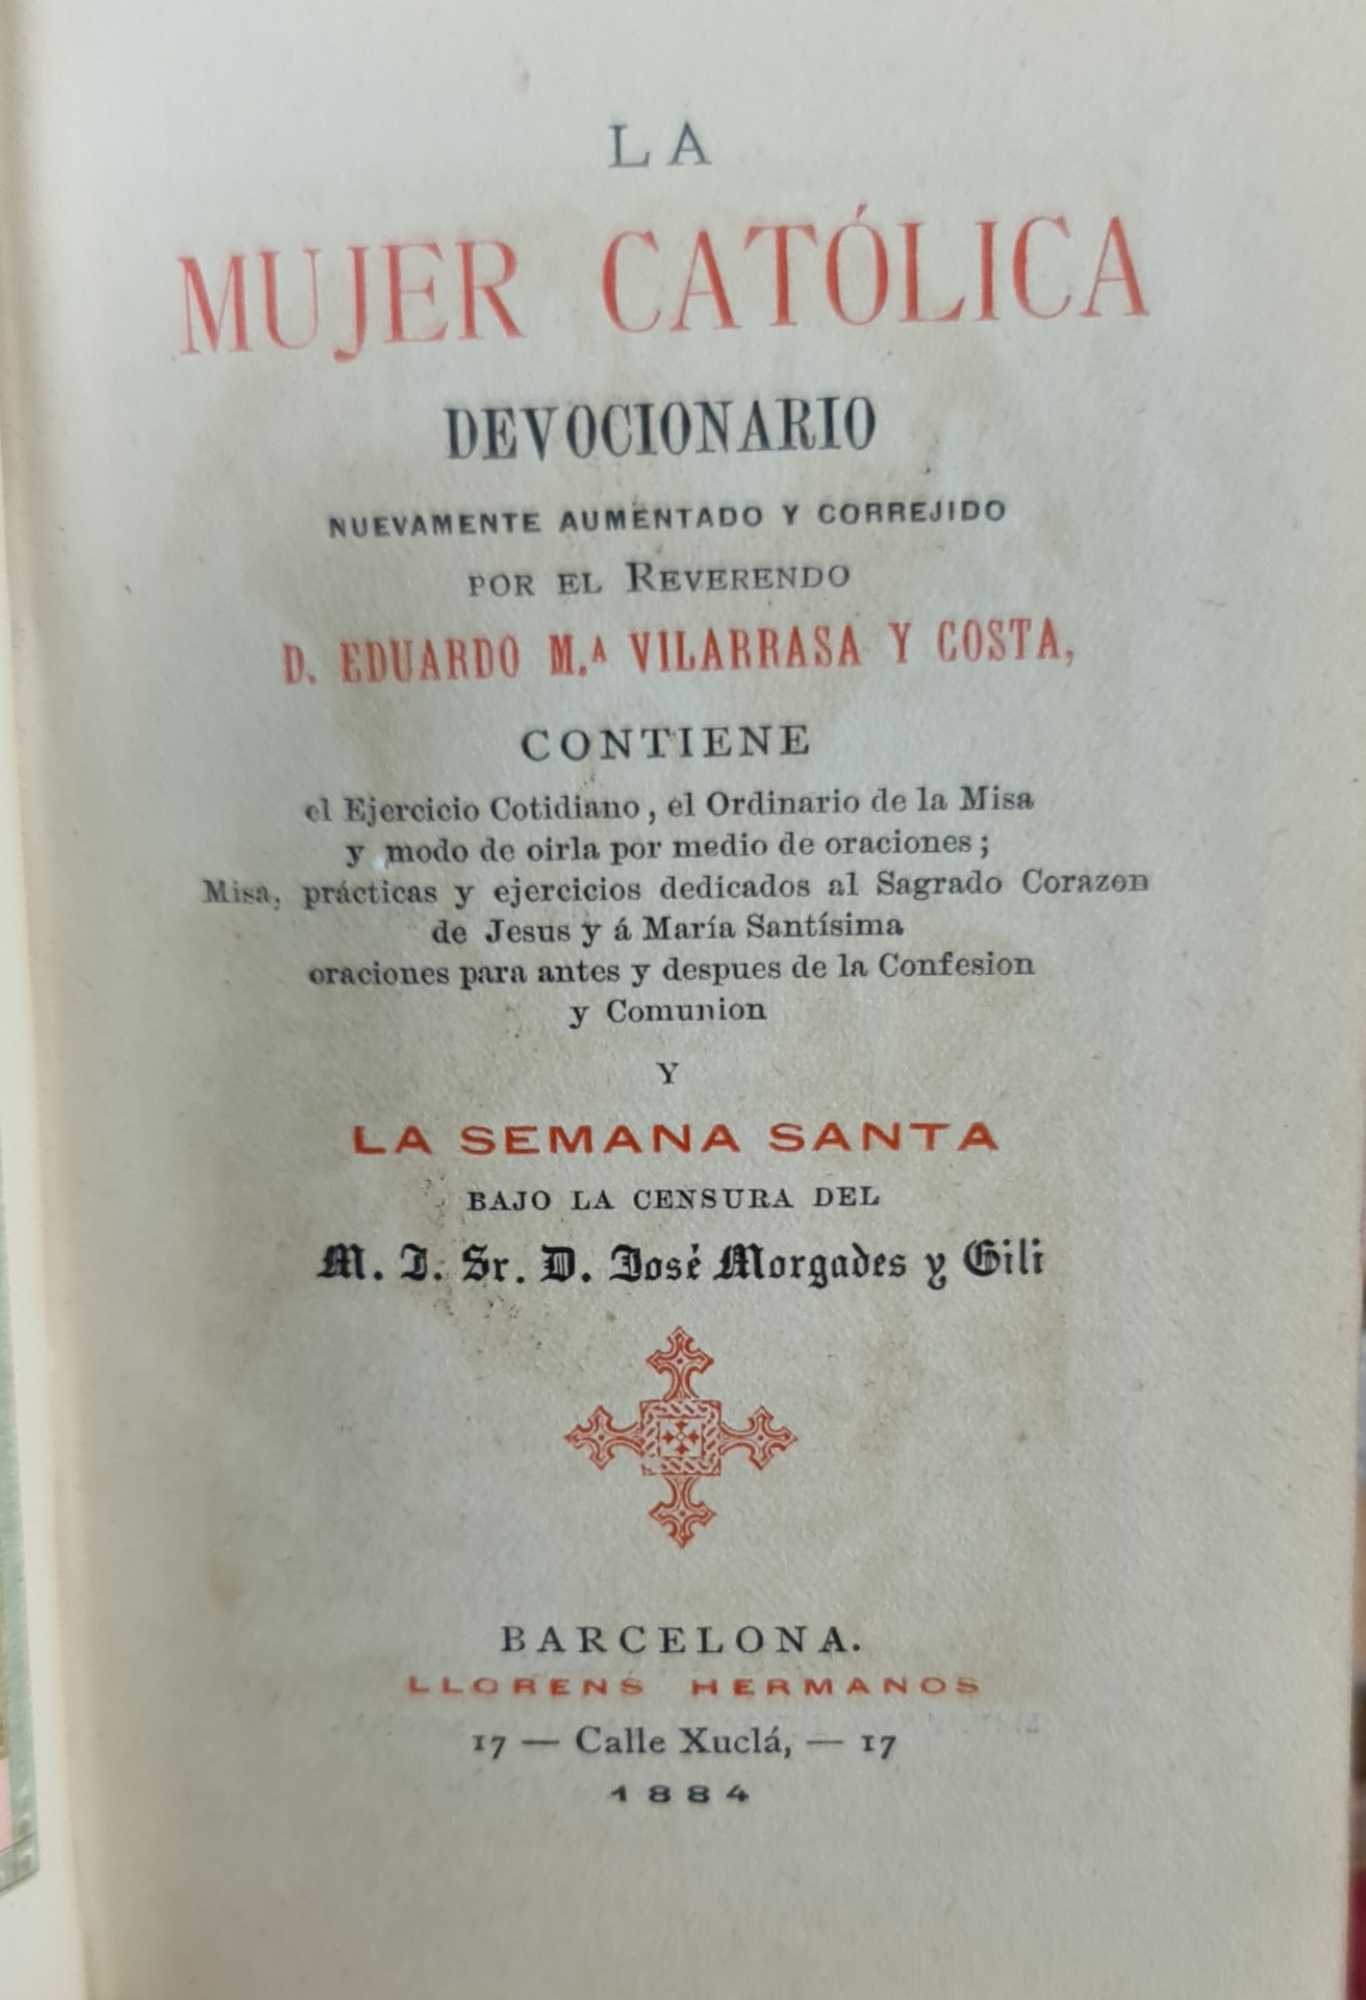 LA
MUJER CATÓLICA
DEVOCIONARIO
NUEVAMENTE AUMENTADO Y CORREJIDO
POR EL REVERENDO
D. EDUARDO M.ª VILARRASA Y COSTA,
CONTIENE
el Ejercicio Cotidiano, el Ordinario de la Misa
y modo de oirla por medio de oraciones;
Misa, prácticas y ejercicios dedicados al Sagrado Corazon
de Jesus y á María Santísima
oraciones para antes y despues de la Confesion
y Comunion
Y
LA SEMANA SANTA
BAJO LA CENSURA DEL
M. I. Sr. D. José Morgades y Gili
BARCELONA.
LLORENS HERMANOS
17 — Calle Xuclá, — 17
1884